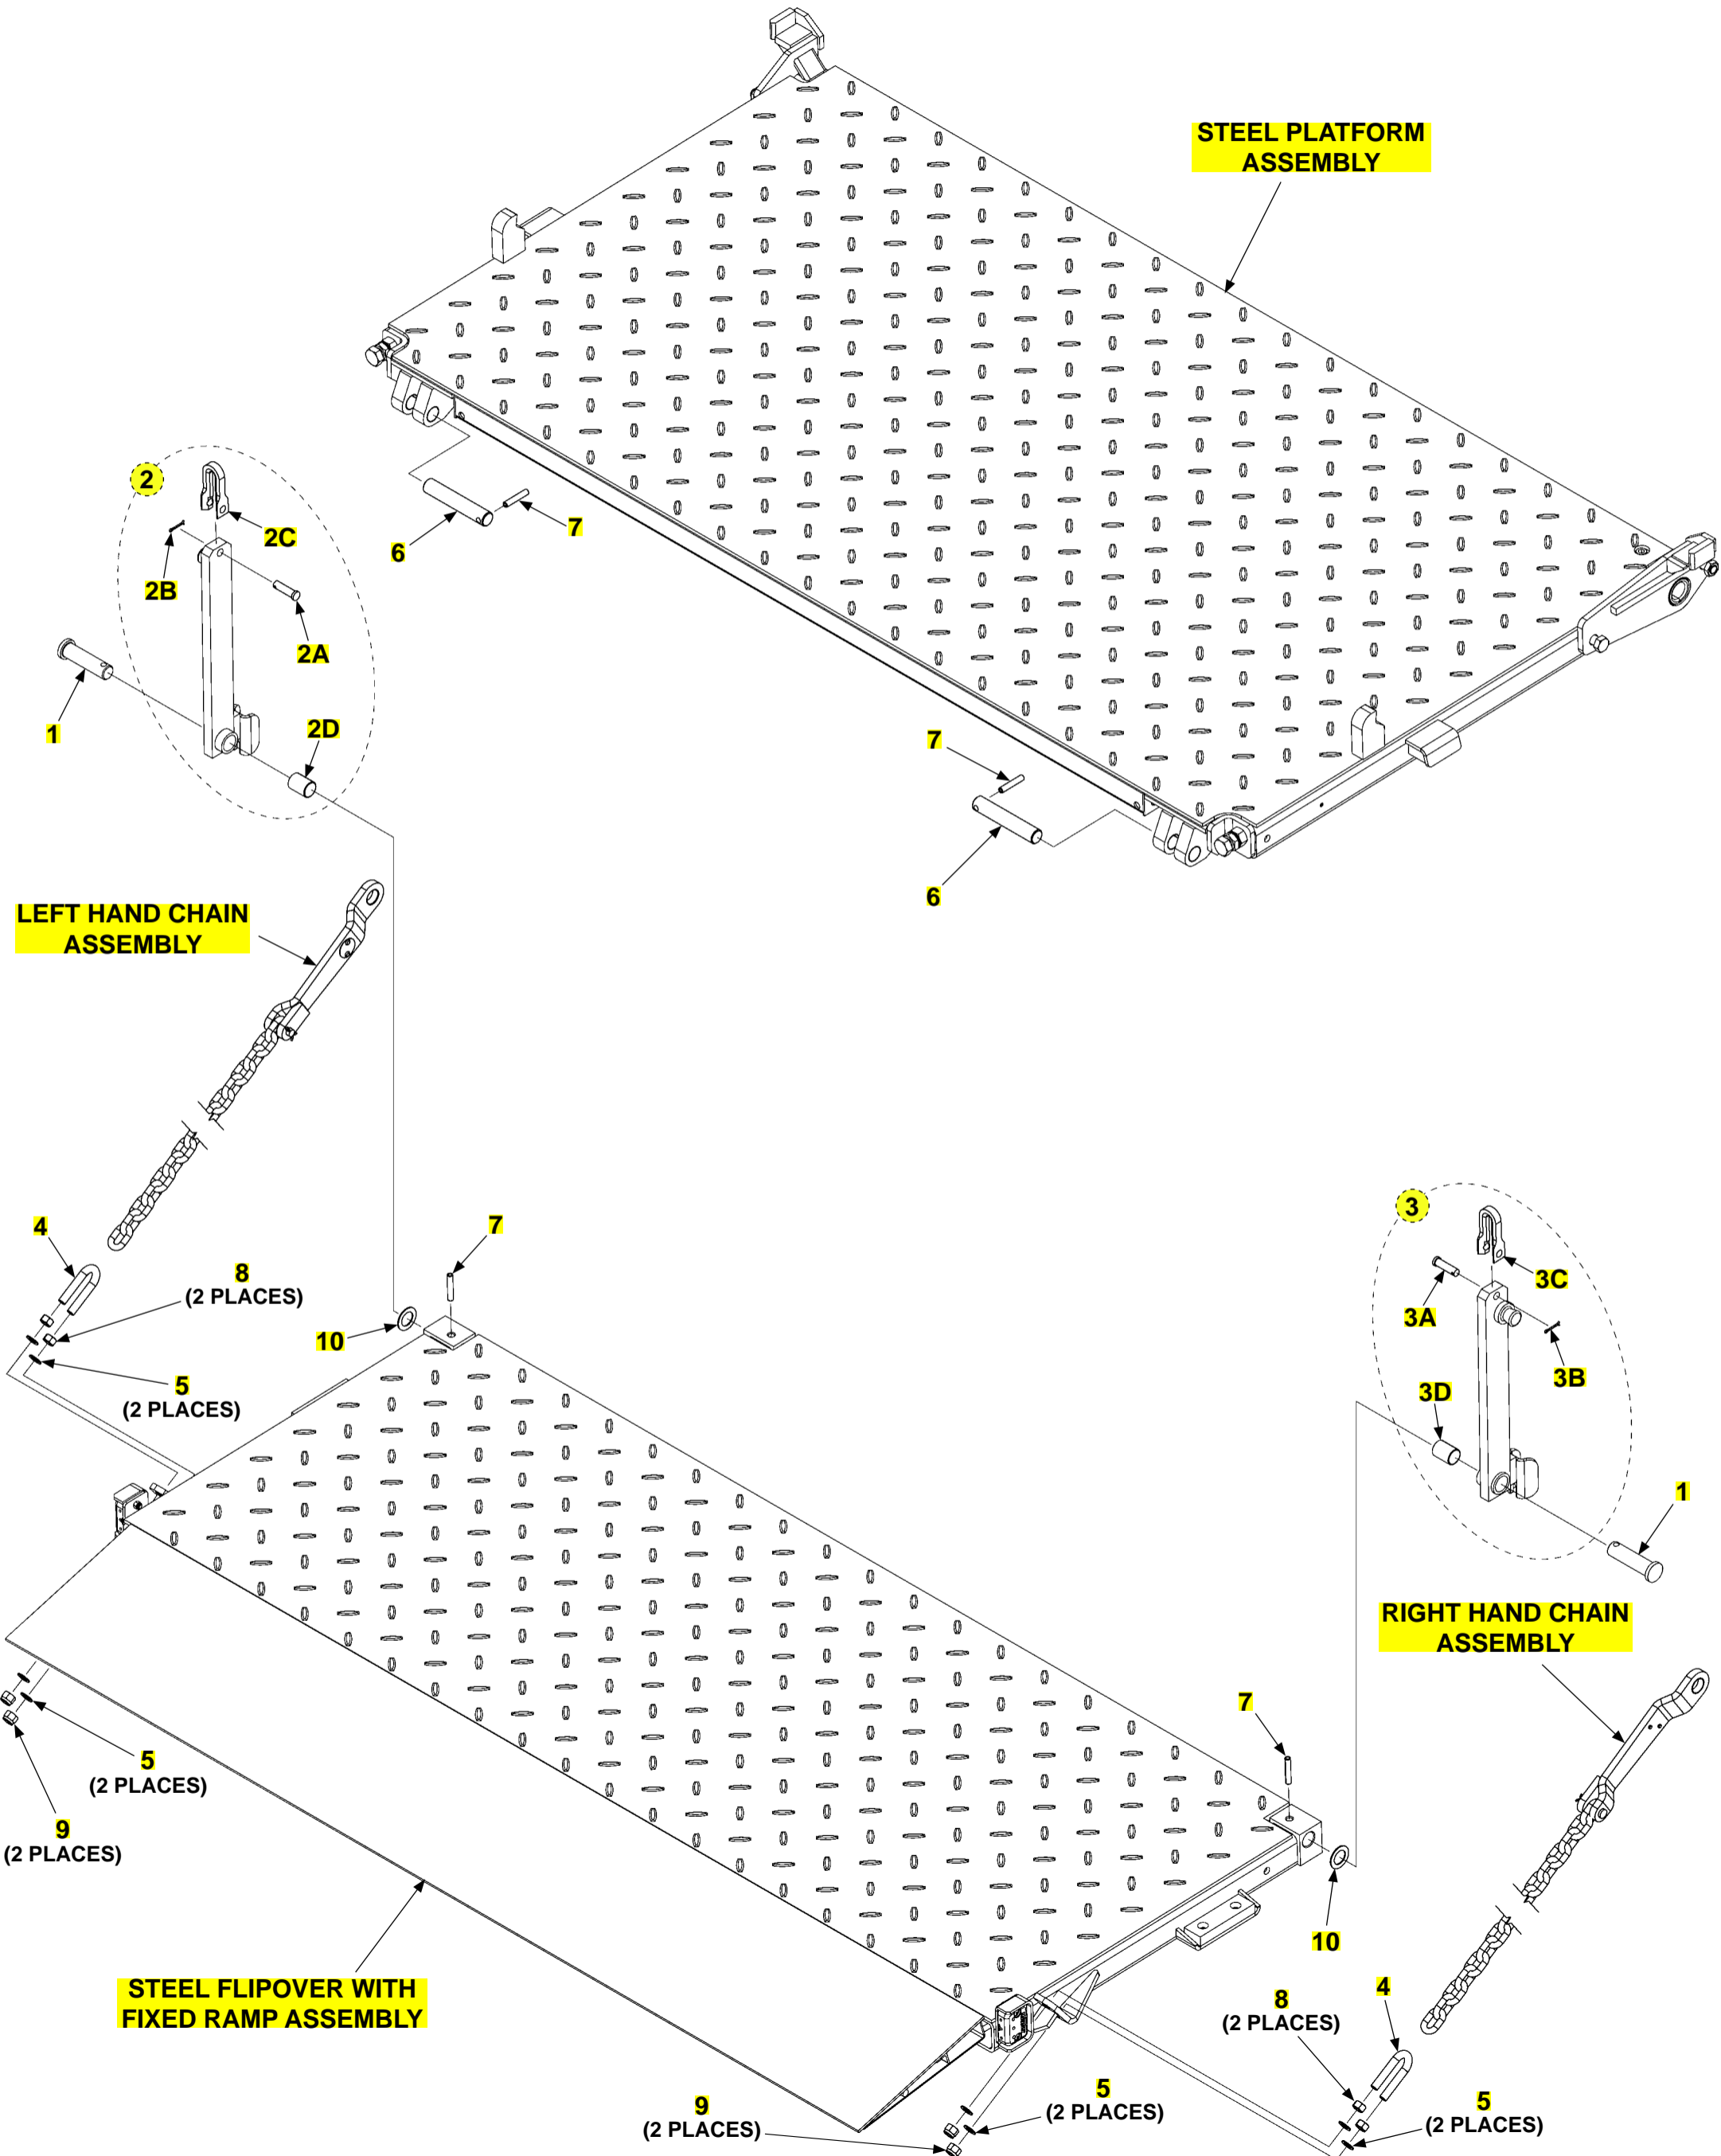 STEEL PLATFORM
ASSEMBLY
2
2C
7
6
2B
2A
1
2D
7
6
LEFT HAND CHAIN
ASSEMBLY
3
4
7
8
(2 PLACES)
3C
3A
10
3B
5
(2 PLACES)
3D
1
RIGHT HAND CHAIN
ASSEMBLY
7
5
(2 PLACES)
9
(2 PLACES)
10
STEEL FLIPOVER WITH
FIXED RAMP ASSEMBLY
8
(2 PLACES)
4
5
(2 PLACES)
9
(2 PLACES)
5
(2 PLACES)